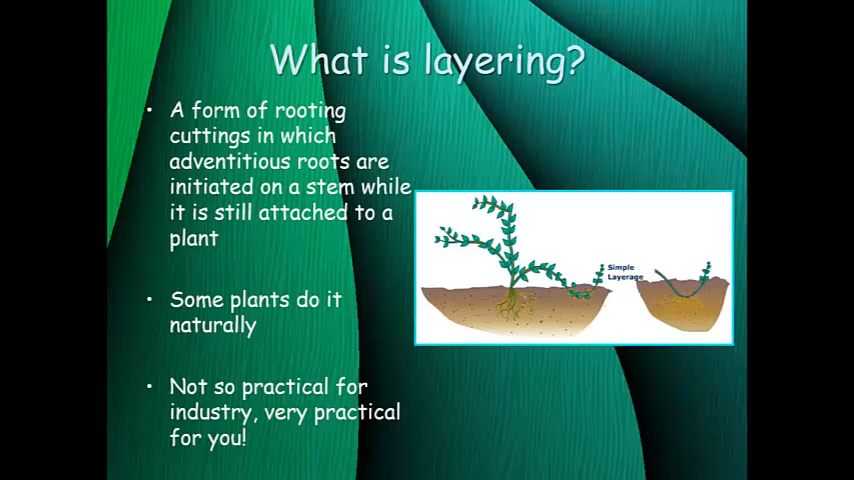 What is layering?
• A form of rooting
cuttings in which
adventitious roots are
initiated on a stem while
it is still attached to a
plant
• Some plants do it
naturally
• Not so practical for
industry, very practical
for you!
Simple
Layerage